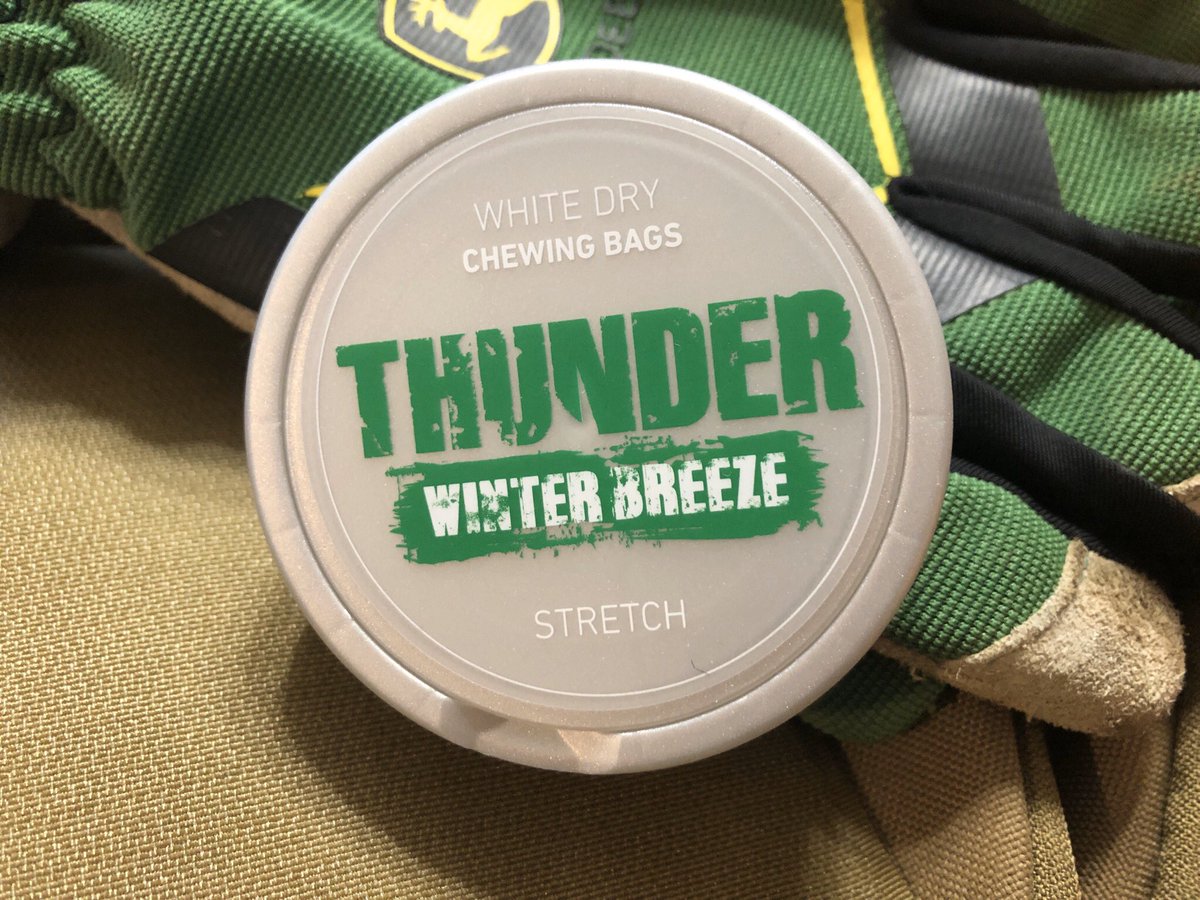 WHITE DRY
CHEWING BAGS
THUNDER
WINTER BREEZE
STRETCH